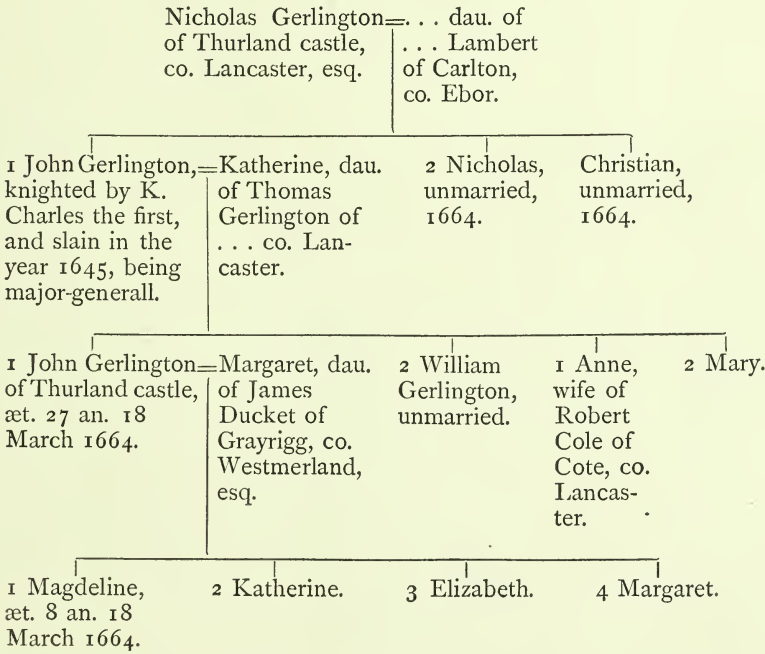 Nicholas Gerlington=. . . dau. of
of Thurland castle,
co. Lancaster, esq.
. . . Lambert
of Carlton,
co. Ebor.
1 John Gerlington,=Katherine, dau.
knighted by K.
Charles the first,
and slain in the
year 1645, being
major-generall.
of Thomas
Gerlington of
. . . co. Lan-
caster.
2 Nicholas,
unmarried,
1664.
Christian,
unmarried,
1664.
1 John Gerlington=Margaret, dau.
of Thurland castle,
æt. 27 an. 18
March 1664.
of James
Ducket of
Grayrigg, co.
Westmerland,
esq.
2 William
Gerlington,
unmarried.
1 Anne,
wife of
Robert
Cole of
Cote, co.
Lancas-
ter.
2 Mary.
1 Magdeline,
æt. 8 an. 18
March 1664.
2 Katherine.
3 Elizabeth.
4 Margaret.